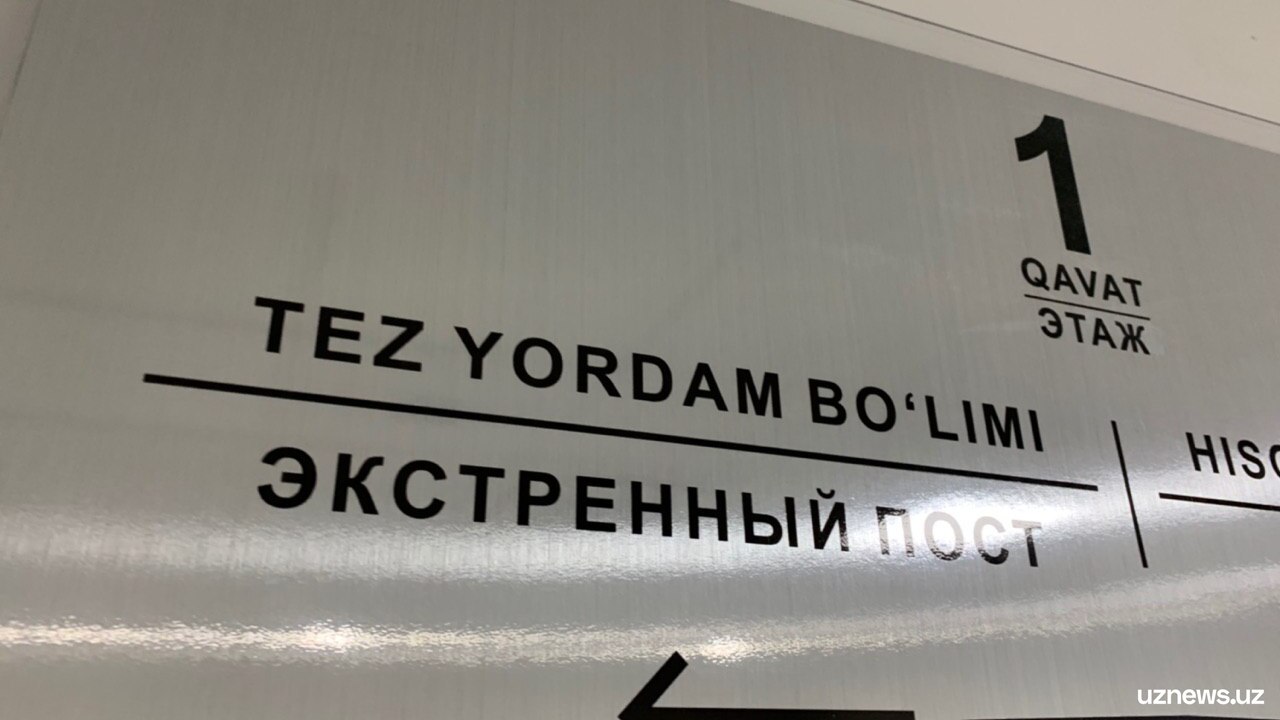 1
QAVAT
ЭТАЖ
TEZ YORDAM BO‘LIMI
ЭКСТРЕННЫЙ ПОСТ
uznews.uz